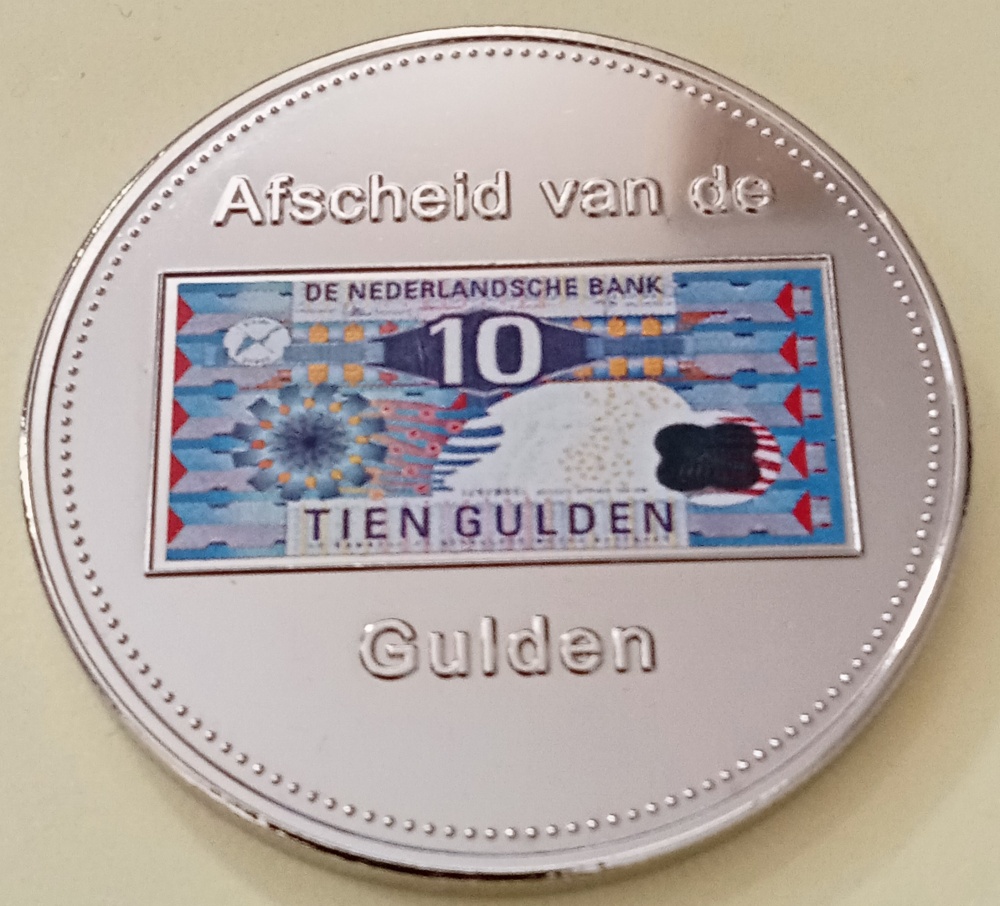 Afscheid van de
DE NEDERLANDSCHE BANK
10
TIEN GULDEN
Gulden